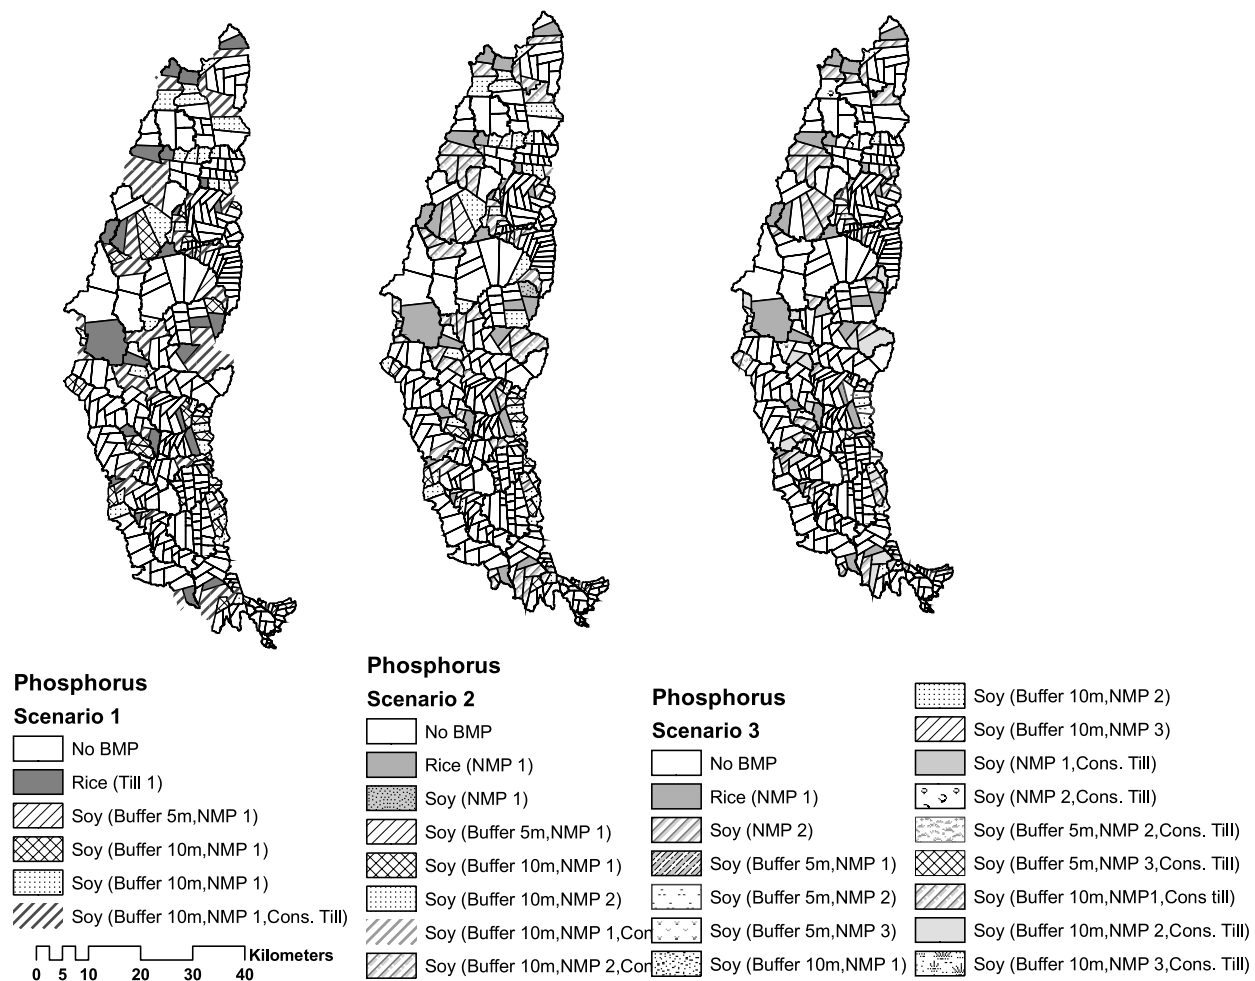 Phosphorus
Scenario 1
No BMP
Rice (Till 1)
Soy (Buffer 5m,NMP 1)
Soy (Buffer 10m,NMP 1)
Soy (Buffer 10m,NMP 1)
Soy (Buffer 10m,NMP 1,Cons. Till)
Kilometers
0 5 10 20 30 40
Phosphorus
Scenario 2
No BMP
Rice (NMP 1)
Soy (NMP 1)
Soy (Buffer 5m,NMP 1)
Soy (Buffer 10m,NMP 1)
Soy (Buffer 10m,NMP 2)
Soy (Buffer 10m,NMP 1,Con
Soy (Buffer 10m,NMP 2,Con
Phosphorus
Scenario 3
No BMP
Rice (NMP 1)
Soy (NMP 2)
Soy (Buffer 5m,NMP 1)
Soy (Buffer 5m,NMP 2)
Soy (Buffer 5m,NMP 3)
Soy (Buffer 10m,NMP 1)
Soy (Buffer 10m,NMP 2)
Soy (Buffer 10m,NMP 3)
Soy (NMP 1,Cons. Till)
Soy (NMP 2,Cons. Till)
Soy (Buffer 5m,NMP 2,Cons. Till)
Soy (Buffer 5m,NMP 3,Cons. Till)
Soy (Buffer 10m,NMP1,Cons till)
Soy (Buffer 10m,NMP 2,Cons. Till)
Soy (Buffer 10m,NMP 3,Cons. Till)